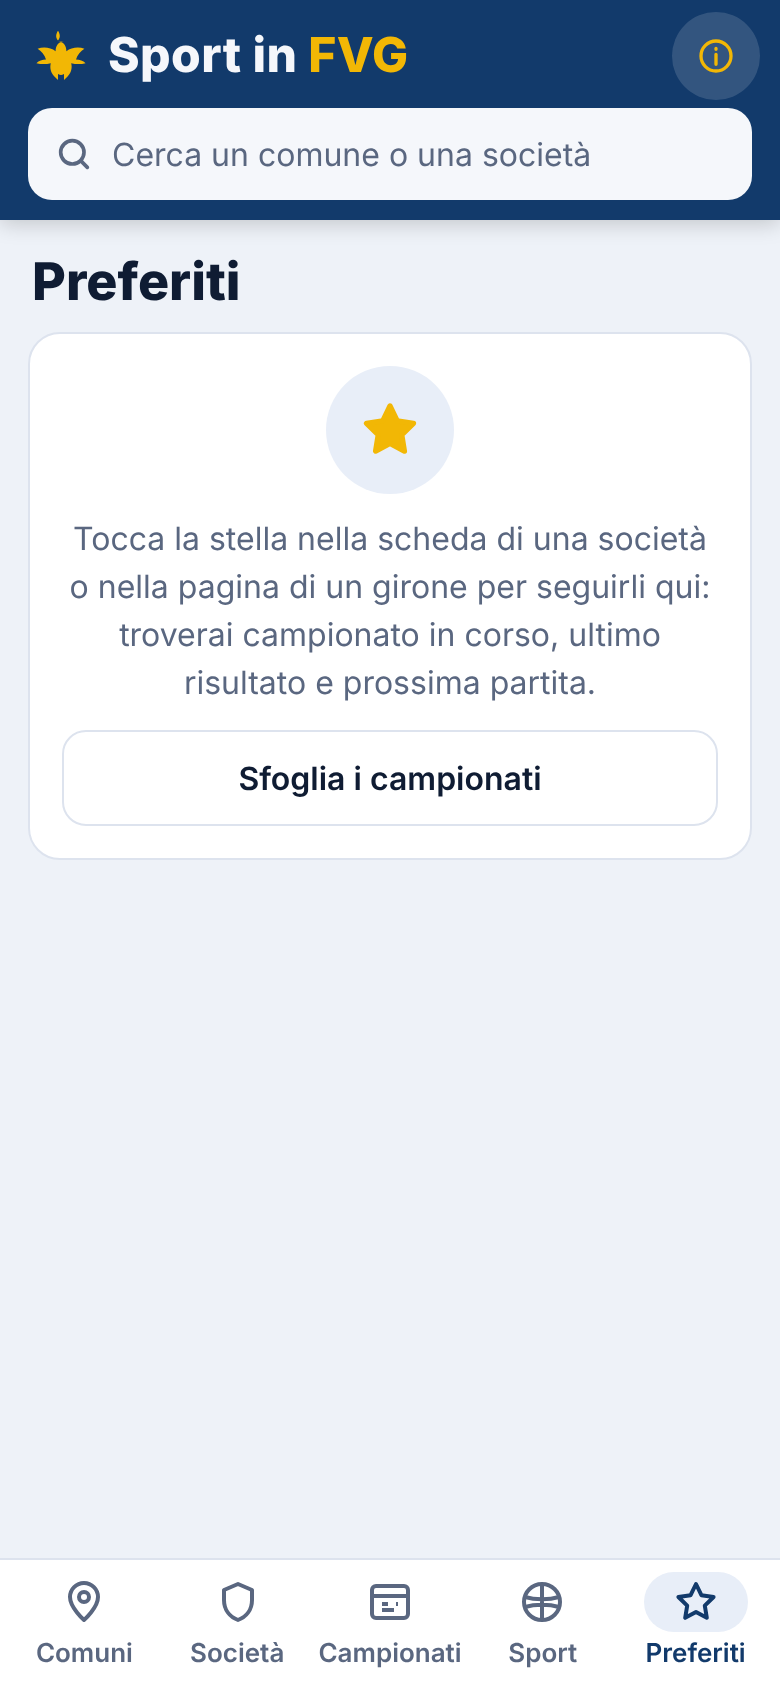 Sport in FVG
Cerca un comune o una società
Preferiti
Tocca la stella nella scheda di una società
o nella pagina di un girone per seguirli qui:
troverai campionato in corso, ultimo
risultato e prossima partita.
Sfoglia i campionati
Comuni
Società
Campionati
Sport
Preferiti